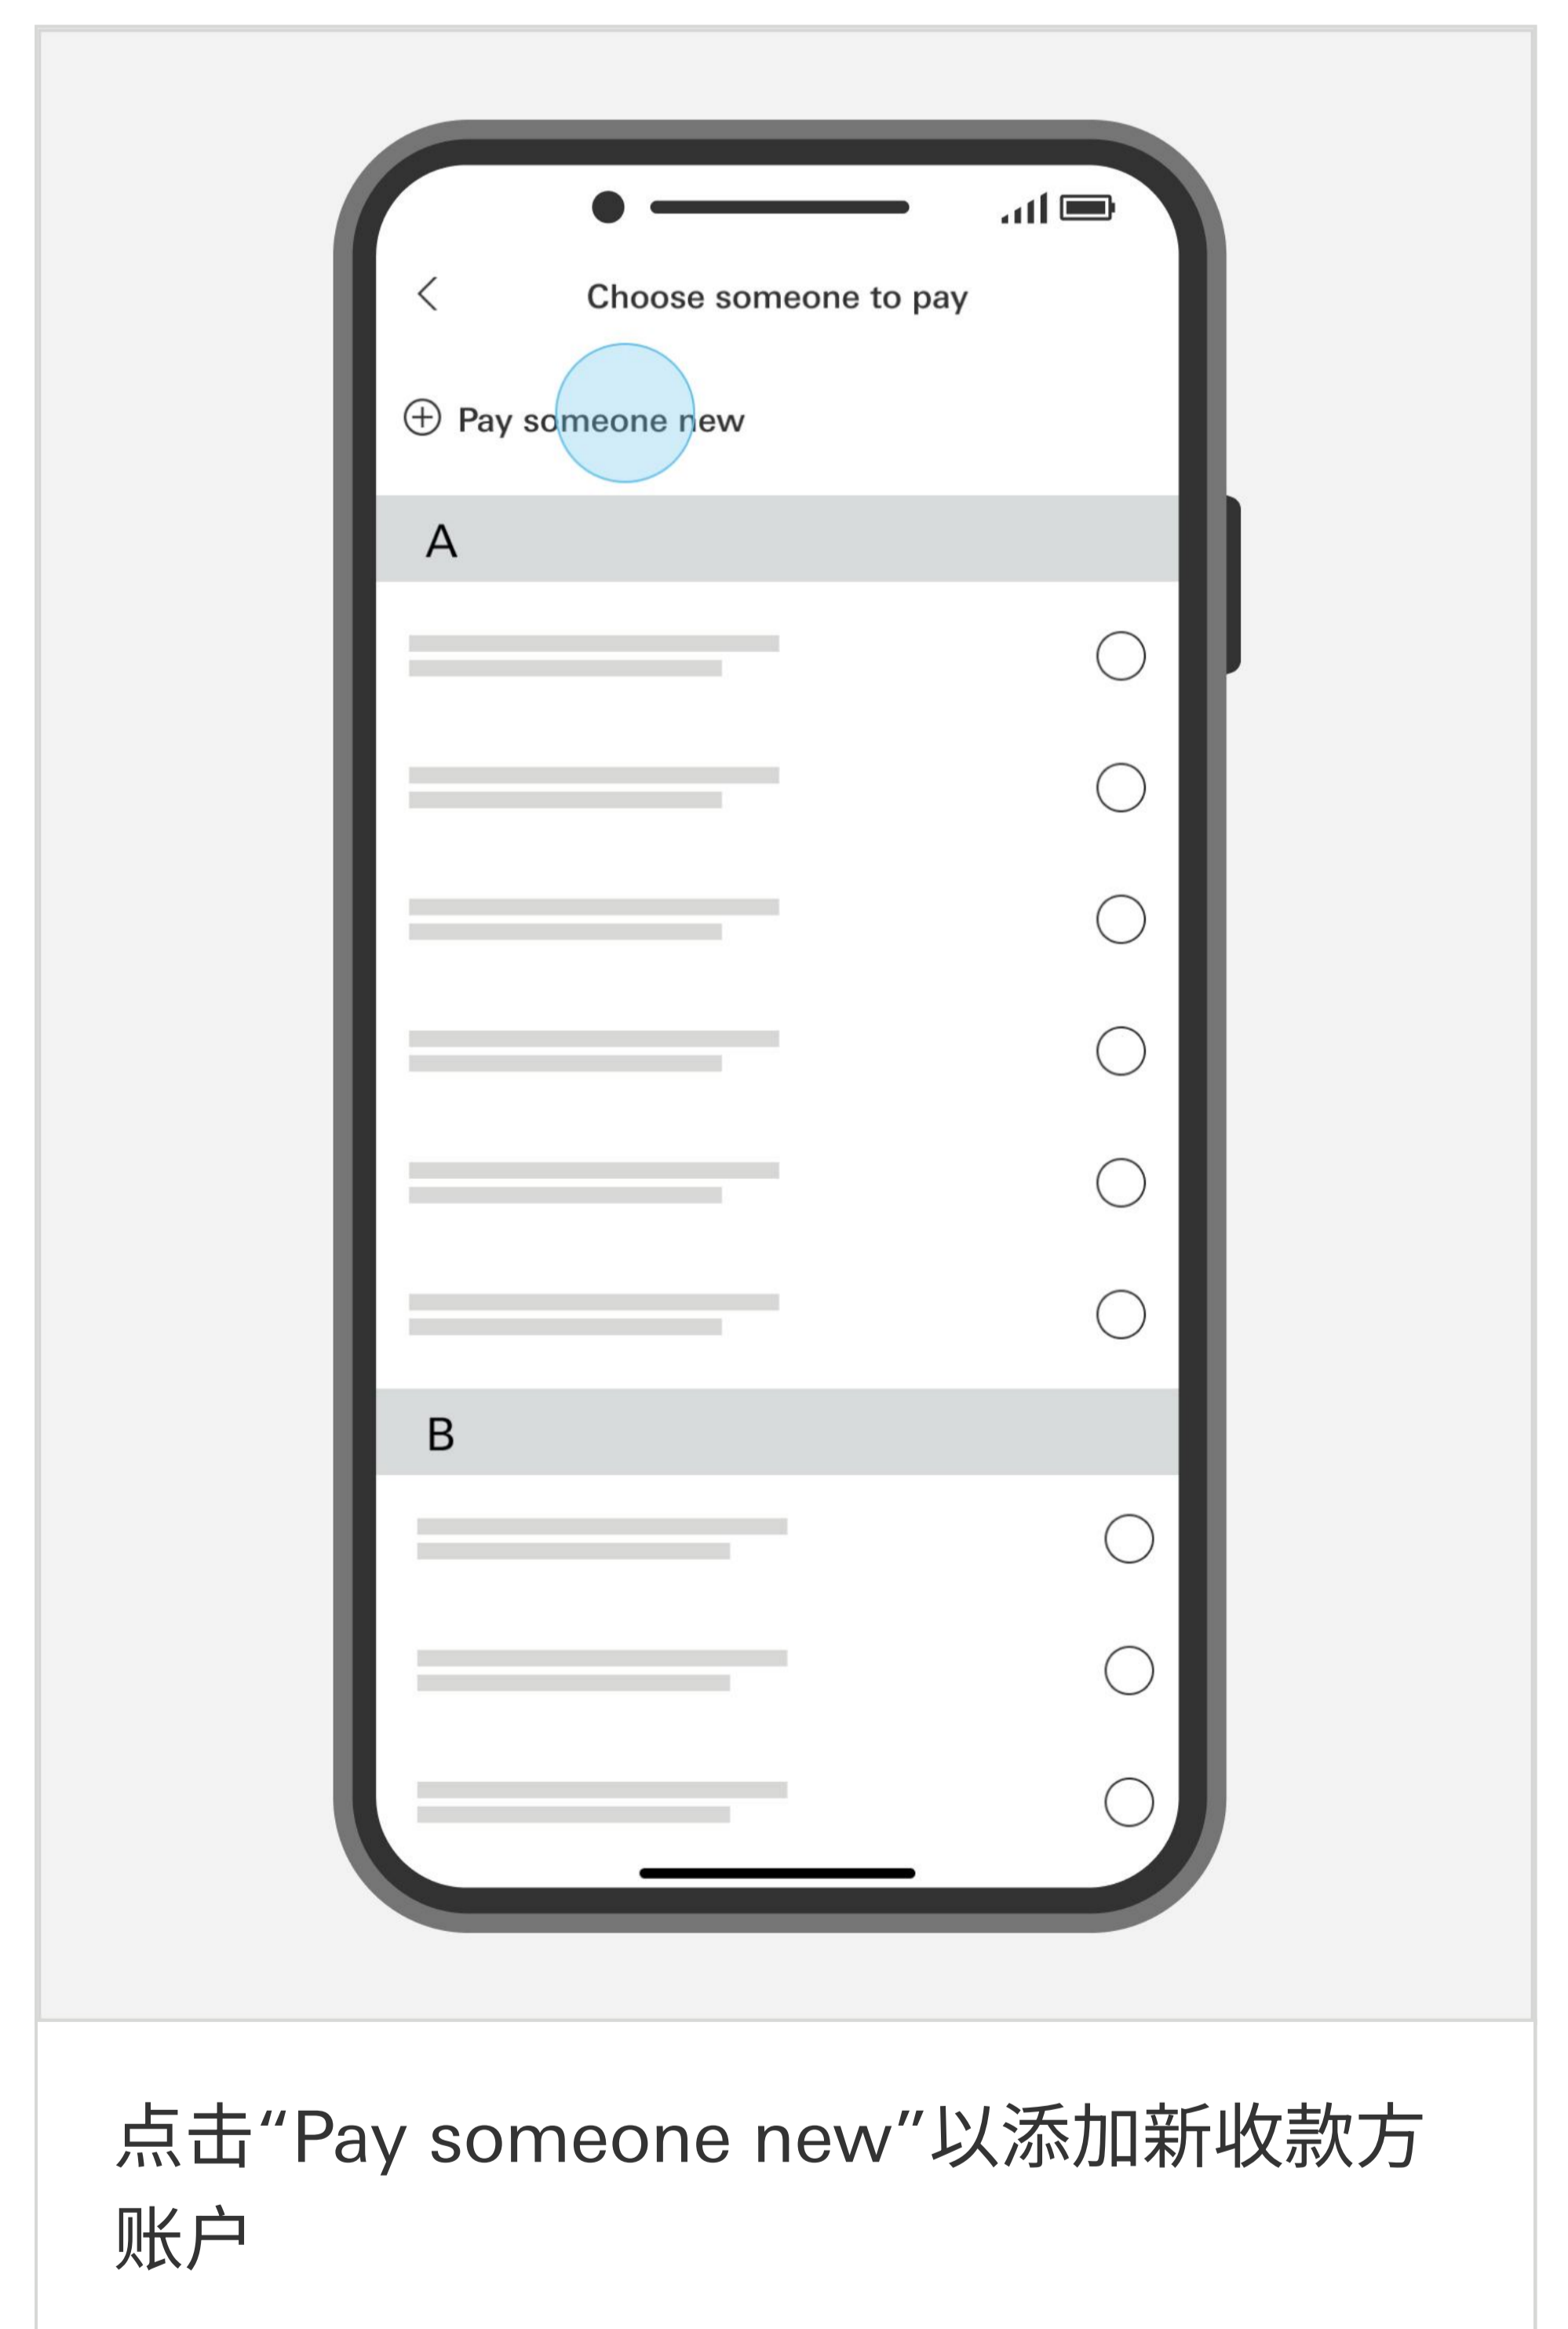 Choose someone to pay
Pay someone new
A
B
点击“Pay someone new”以添加新收款方
账户